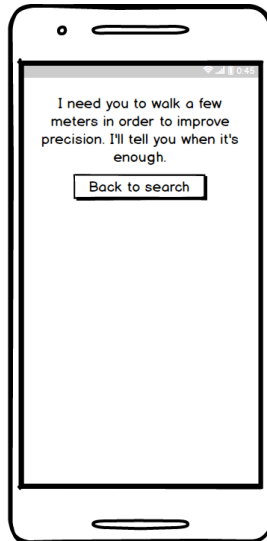 0:45
I need you to walk a few
meters in order to improve
precision. I'll tell you when it's
enough.
Back to search